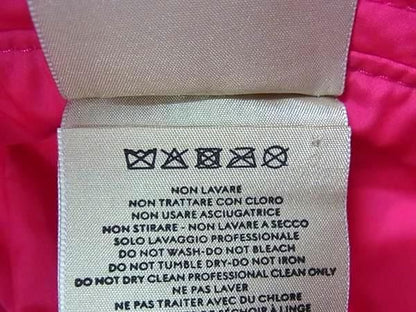 NON LAVARE
NON TRATTARE CON CLORO
NON USARE ASCIUGATRICE
NON STIRARE - NON LAVARE A SECCO
SOLO LAVAGGIO PROFESSIONALE
DO NOT WASH-DO NOT BLEACH
DO NOT TUMBLE DRY-DO NOT IRON
DO NOT DRY CLEAN PROFESSIONAL CLEAN ONLY
NE PAS LAVER
NE PAS TRAITER AVEC DU CHLORE
SÉCHOIR À LINGE